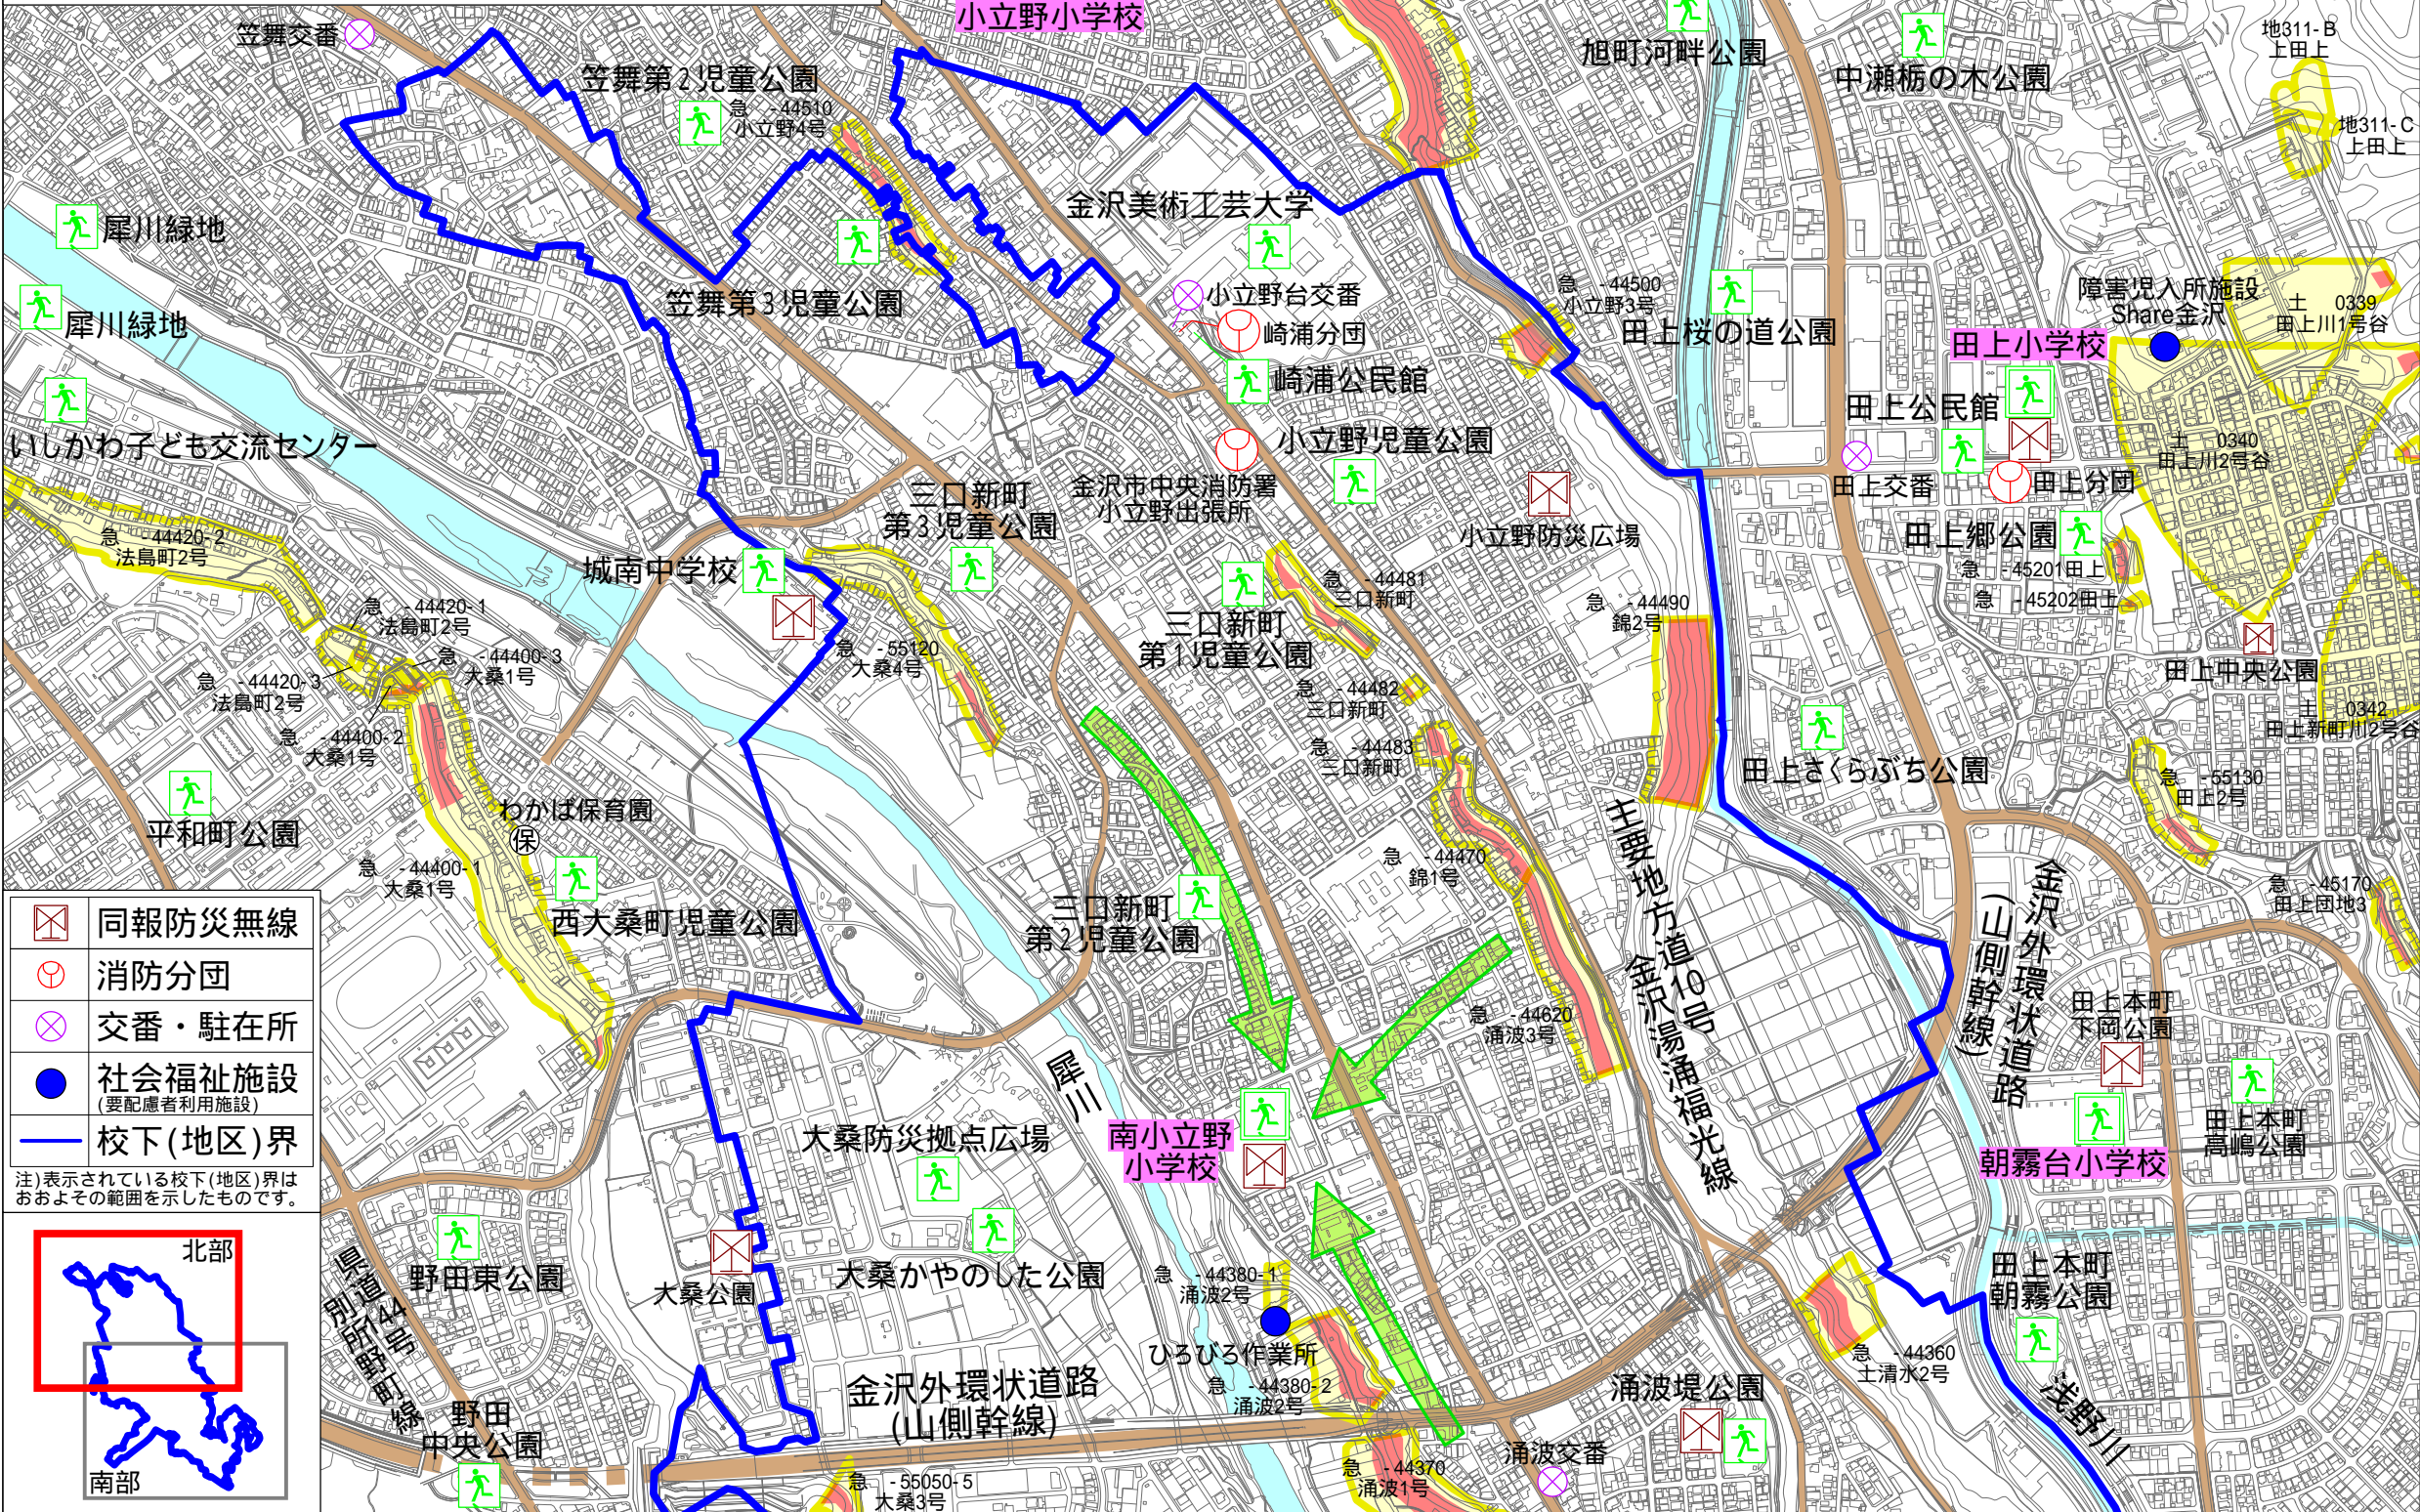 小立野小学校
笠舞交番
旭町河畔公園
中瀬栃の木公園
地311-B
上田上
笠舞第2児童公園
急　-44510
小立野4号
地311-C
上田上
金沢美術工芸大学
犀川緑地
笠舞第3児童公園
小立野台交番
崎浦分団
急　-44500
小立野3号
田上桜の道公園
障害児入所施設
Share金沢
土　0339
田上川1号谷
犀川緑地
田上小学校
崎浦公民館
田上公民館
いしかわ子ども交流センター
小立野児童公園
土　0340
田上川2号谷
金沢市中央消防署
小立野出張所
三口新町
第3児童公園
田上交番
田上分団
急　-44420-2
法島町2号
小立野防災広場
田上郷公園
城南中学校
急　-45201田上
急　-45202田上
急　-44481
三口新町
急　-44420-1
法島町2号
急　-44490
錦2号
三口新町
第1児童公園
急　-44400-3
大桑1号
急　-55120
大桑4号
急　-44420-3
法島町2号
田上中央公園
急　-44482
三口新町
急　-44400-2
大桑1号
土　0342
田上新町川2号谷
急　-44483
三口新町
田上さくらぶち公園
急　-55130
田上2号
わかば保育園
保
平和町公園
急　-44400-1
大桑1号
急　-44470
錦1号
主要地方道10号
金沢湯涌福光線
金沢外環状道路
(山側幹線)
急　-45170
田上団地3
西大桑町児童公園
三口新町
第2児童公園
同報防災無線
消防分団
交番・駐在所
社会福祉施設
(要配慮者利用施設)
校下(地区)界
注)表示されている校下(地区)界は
おおよその範囲を示したものです。
急　-44620
涌波3号
田上本町
下岡公園
犀川
大桑防災拠点広場
南小立野
小学校
田上本町
高嶋公園
朝霧台小学校
北部
南部
県道144号
別所野町線
野田東公園
大桑公園
大桑かやのした公園
急　-44380-1
涌波2号
田上本町
朝霧公園
ひろびろ作業所
急　-44380-2
涌波2号
急　-44360
土清水2号
金沢外環状道路
(山側幹線)
涌波堤公園
浅野川
野田
中央公園
涌波交番
急　-44370
涌波1号
急　-55050-5
大桑3号